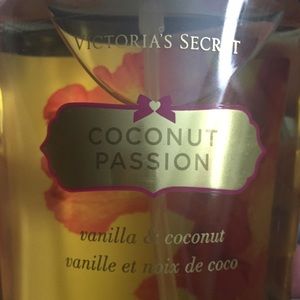 VICTORIA'S SECRET
COCONUT
PASSION
vanilla & coconut
vanille et noix de coco